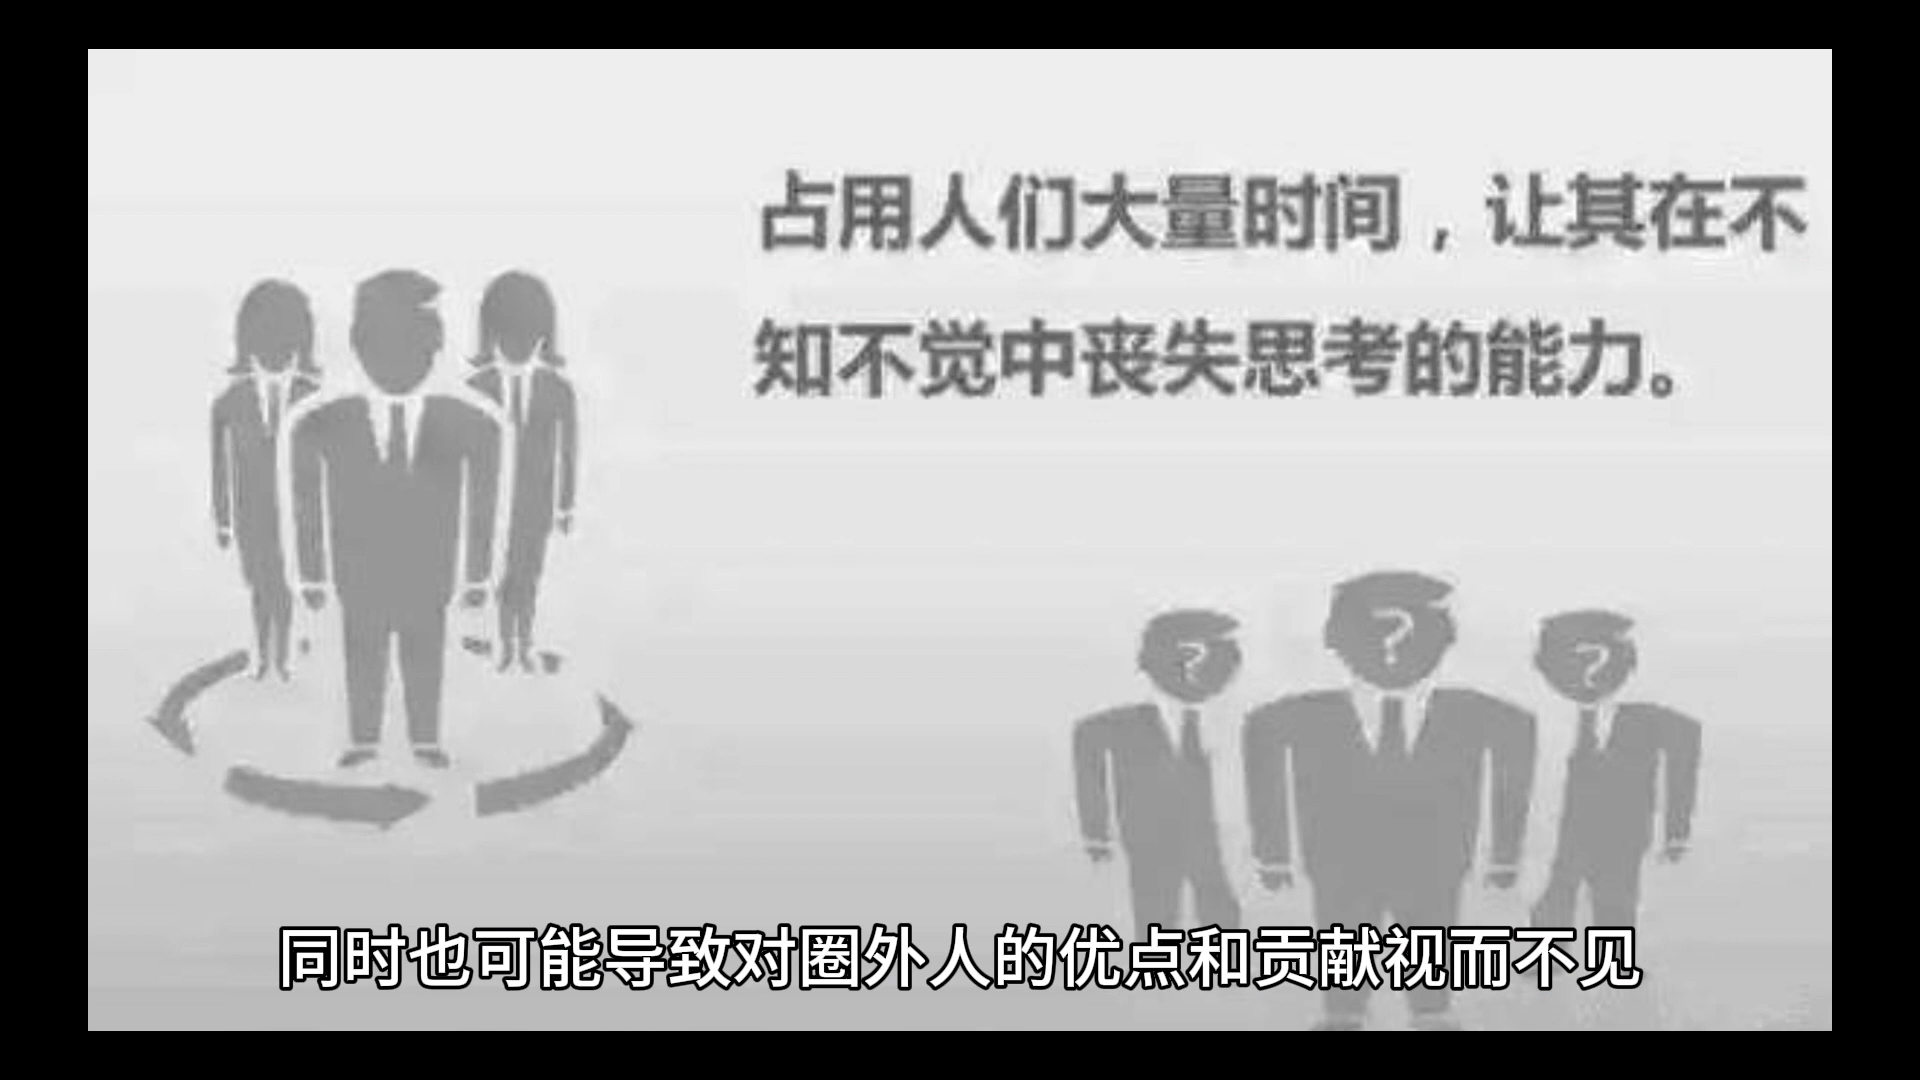 占用人们大量时间，让其在不
知不觉中丧失思考的能力。
?
?
?
同时也可能导致对圈外人的优点和贡献视而不见